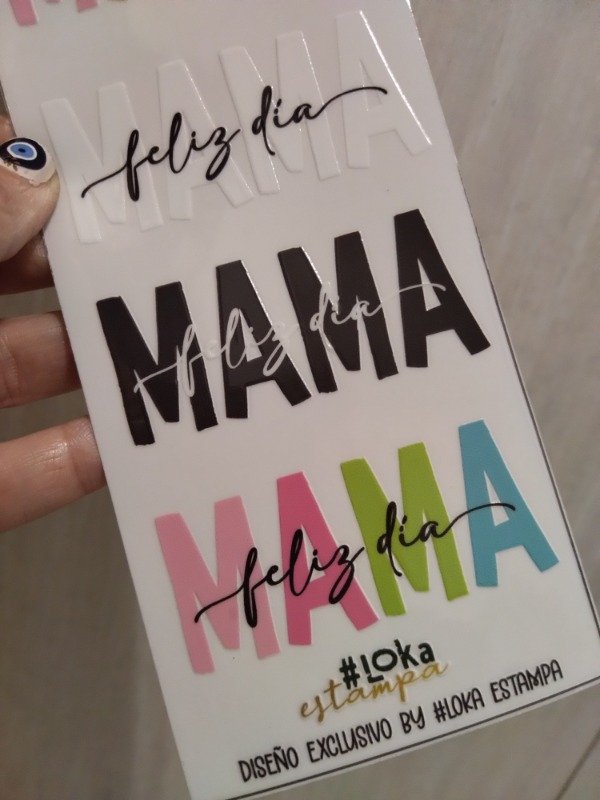 MAMA
feliz día
MAMA
feliz día
MAMA
feliz día
#LOka
estampa
DISEÑO EXCLUSIVO BY #LOKA ESTAMPA